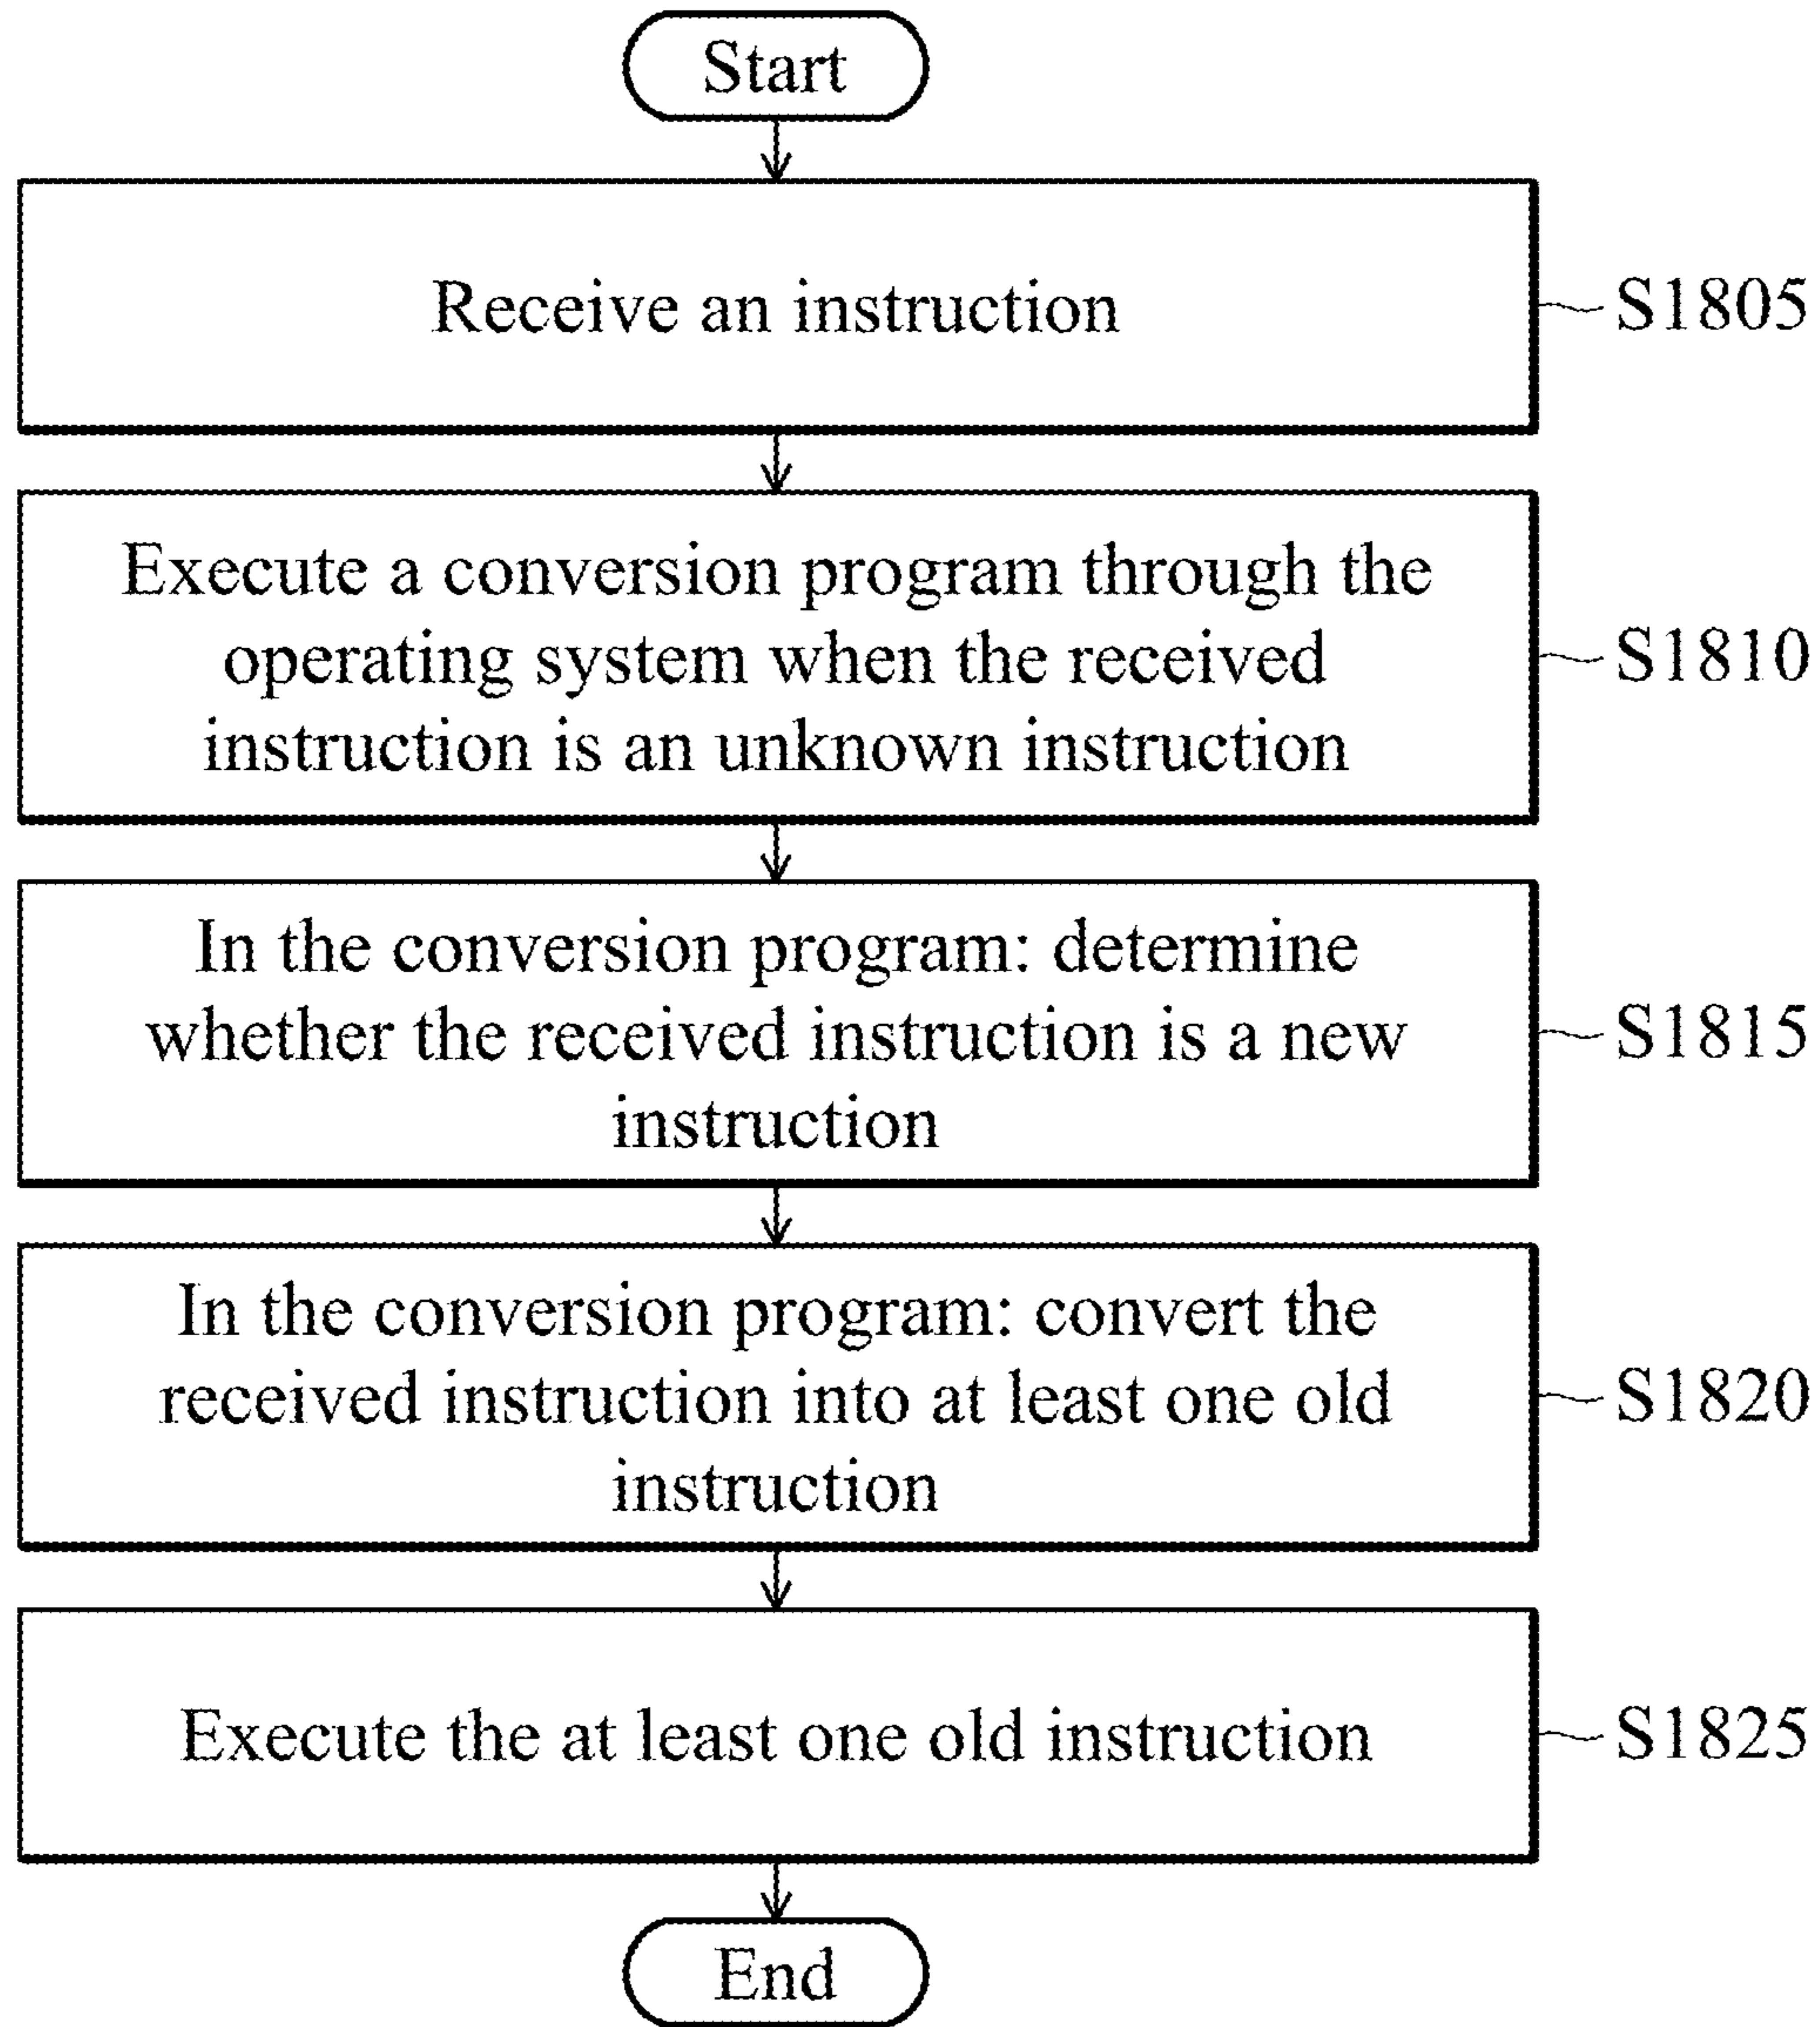 Start
Receive an instruction
S1805
Execute a conversion program through the
operating system when the received
instruction is an unknown instruction
S1810
In the conversion program: determine
whether the received instruction is a new
instruction
S1815
In the conversion program: convert the
received instruction into at least one old
instruction
S1820
Execute the at least one old instruction
S1825
End